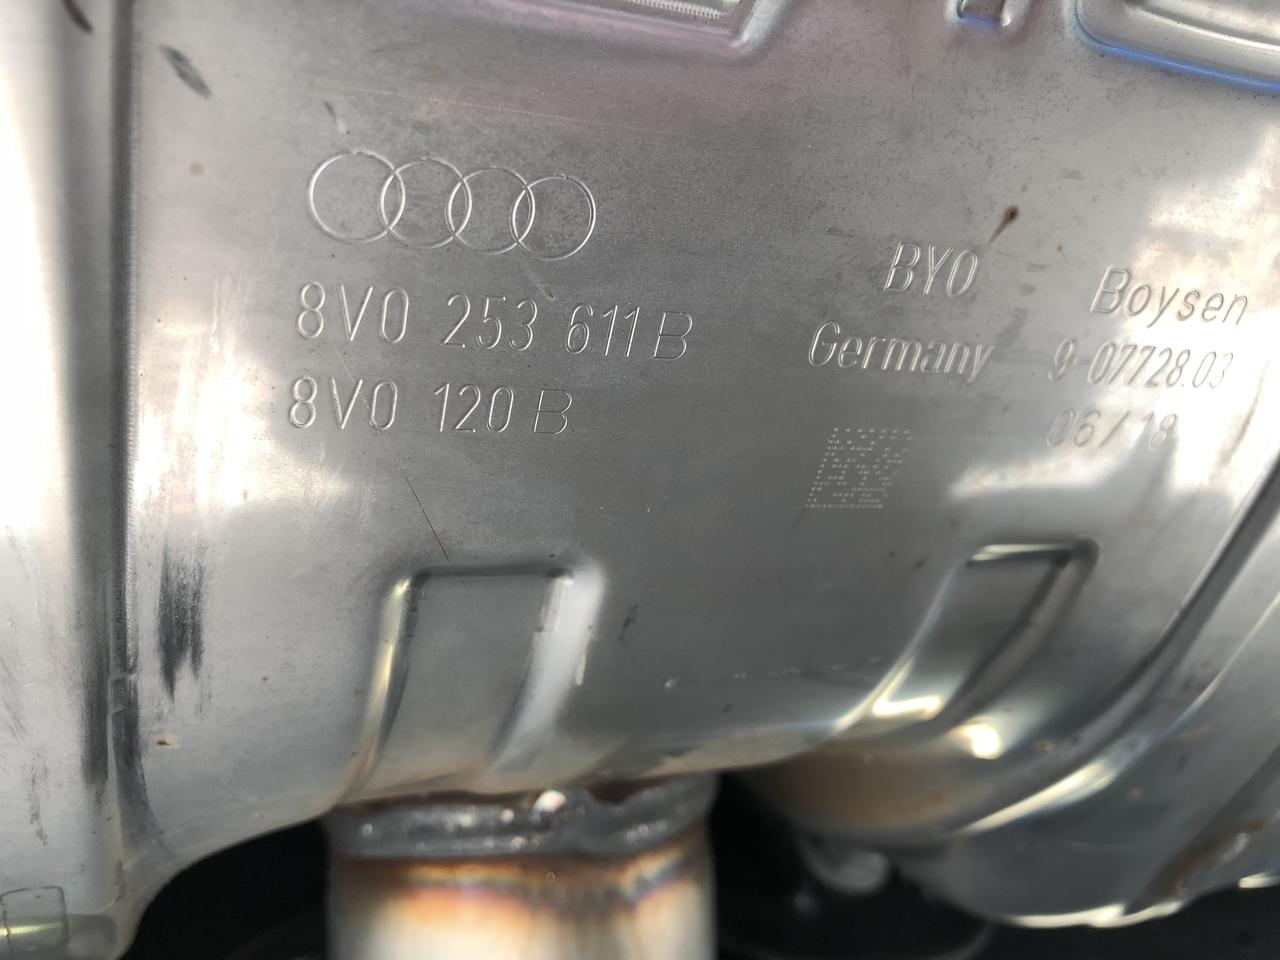 8V0 253 611 B
8V0 120 B
BYO
Germany
Boysen
9-07728.03
06/18